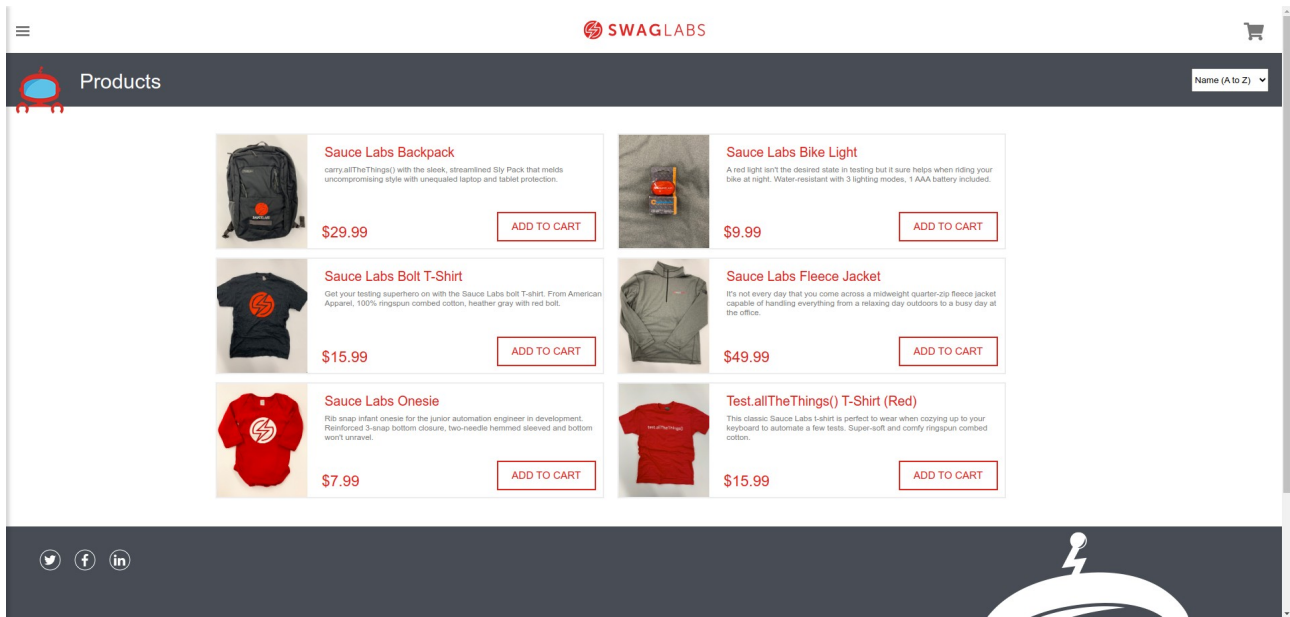 SWAGLABS
Products
Name (A to Z)
Sauce Labs Backpack
carry.allTheThings() with the sleek, streamlined Sly Pack that melds
uncompromising style with unequaled laptop and tablet protection.
$29.99
ADD TO CART
Sauce Labs Bike Light
A red light isn't the desired state in testing but it sure helps when riding your
bike at night. Water-resistant with 3 lighting modes, 1 AAA battery included.
$9.99
ADD TO CART
Sauce Labs Bolt T-Shirt
Get your testing superhero on with the Sauce Labs bolt T-shirt. From American
Apparel, 100% ringspun combed cotton, heather gray with red bolt.
$15.99
ADD TO CART
Sauce Labs Fleece Jacket
It's not every day that you come across a midweight quarter-zip fleece jacket
capable of handling everything from a relaxing day outdoors to a busy day at
the office.
$49.99
ADD TO CART
Sauce Labs Onesie
Rib snap infant onesie for the junior automation engineer in development.
Reinforced 3-snap bottom closure, two-needle hemmed sleeved and bottom
won't unravel.
$7.99
ADD TO CART
Test.allTheThings() T-Shirt (Red)
This classic Sauce Labs t-shirt is perfect to wear when cozying up to your
keyboard to automate a few tests. Super-soft and comfy ringspun combed
cotton.
$15.99
ADD TO CART